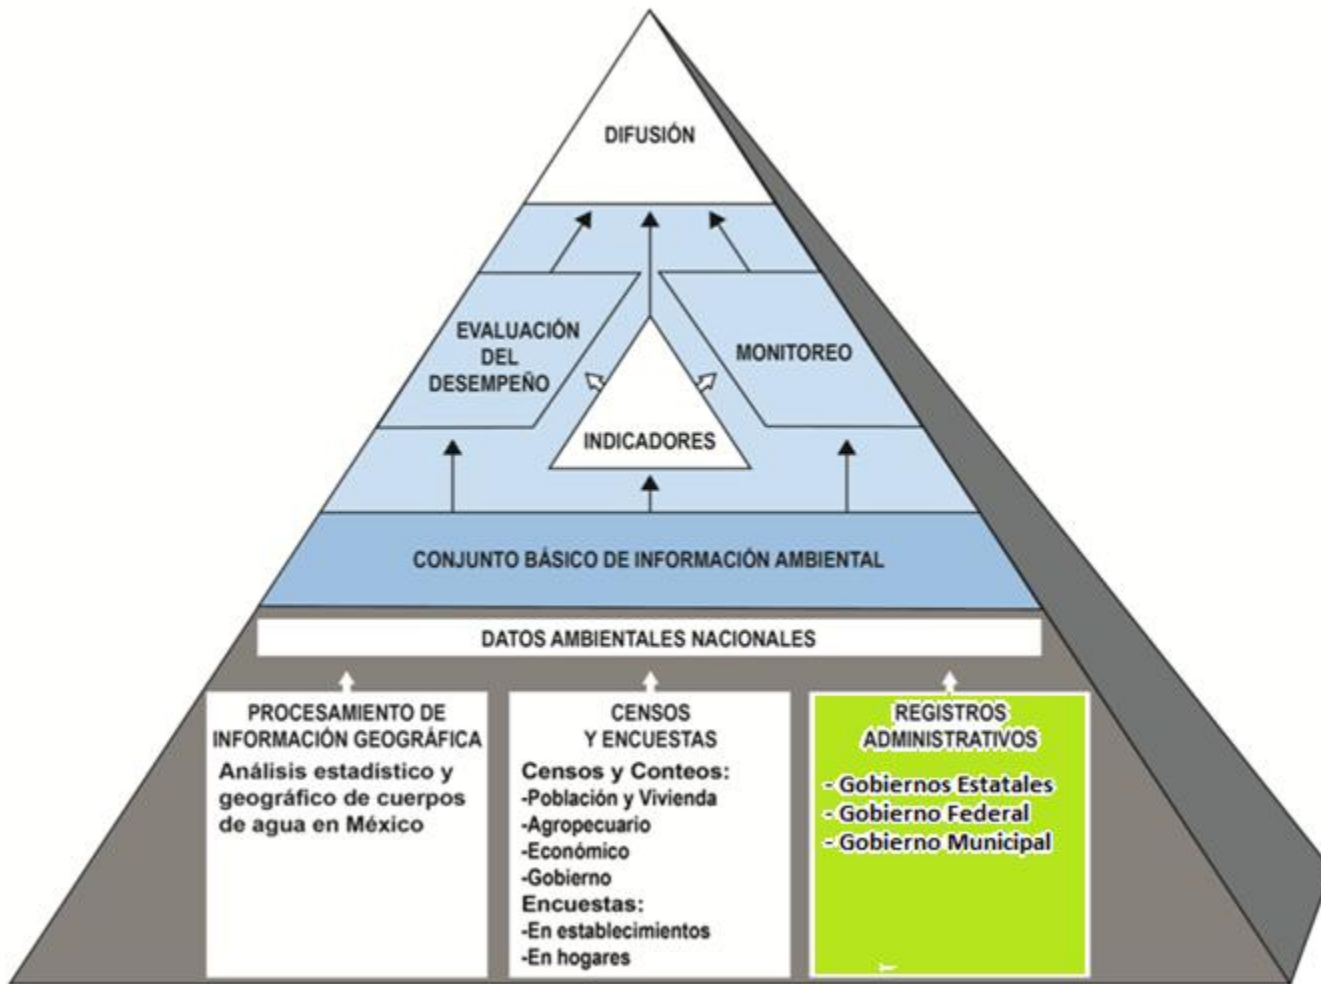 DIFUSIÓN
EVALUACIÓN
DEL
DESEMPEÑO
MONITOREO
INDICADORES
CONJUNTO BÁSICO DE INFORMACIÓN AMBIENTAL
DATOS AMBIENTALES NACIONALES
PROCESAMIENTO DE
INFORMACIÓN GEOGRÁFICA
Análisis estadístico y
geográfico de cuerpos
de agua en México
CENSOS
Y ENCUESTAS
Censos y Conteos:
-Población y Vivienda
-Agropecuario
-Económico
-Gobierno
Encuestas:
-En establecimientos
-En hogares
REGISTROS
ADMINISTRATIVOS
- Gobiernos Estatales
- Gobierno Federal
- Gobierno Municipal